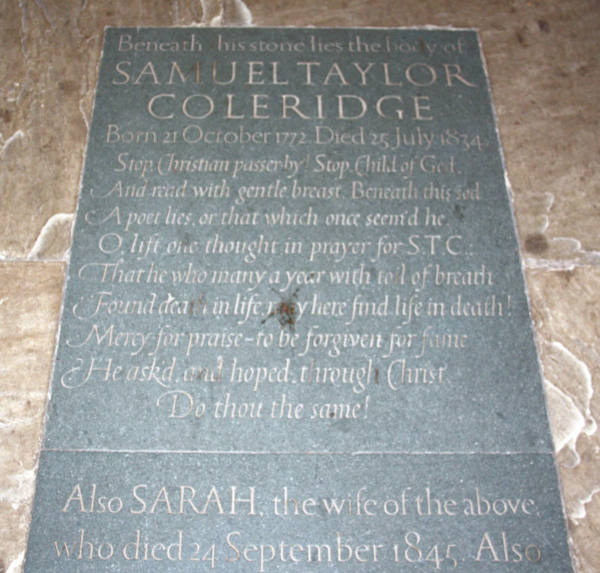 Beneath this stone lies the body of
SAMUEL TAYLOR
COLERIDGE
Born 21 October 1772. Died 25 July 1834.
Stop, Christian passer by! Stop, Child of God,
And read with gentle breast. Beneath this sod
A poet lies, or that which once seem'd he.
O lift one thought in prayer for S.T.C.:
That he who many a year with toil of breath
Found death in life, may here find life in death!
Mercy for praise - to be forgiven for fame
He ask'd, and hoped, through Christ.
Do thou the same!
Also SARAH, the wife of the above,
who died 24 September 1845. Also